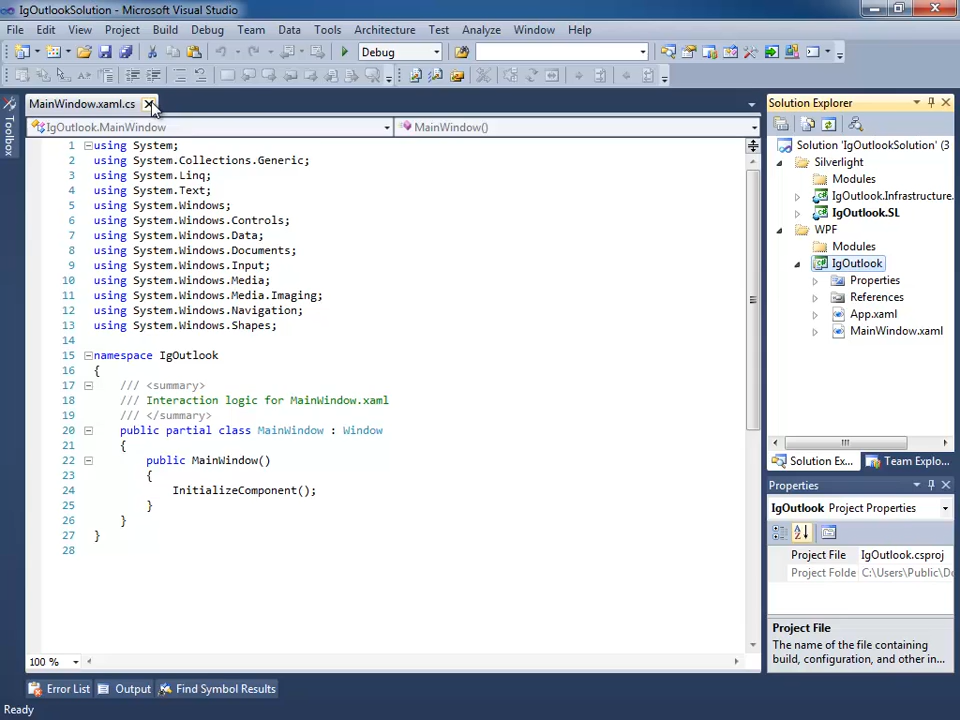 IgOutlookSolution - Microsoft Visual Studio
File Edit View Project Build Debug Team Data Tools Architecture Test Analyze Window Help
Debug
MainWindow.xaml.cs
IgOutlook.MainWindow
MainWindow()
Toolbox
1 using System;
2 using System.Collections.Generic;
3 using System.Linq;
4 using System.Text;
5 using System.Windows;
6 using System.Windows.Controls;
7 using System.Windows.Data;
8 using System.Windows.Documents;
9 using System.Windows.Input;
10 using System.Windows.Media;
11 using System.Windows.Media.Imaging;
12 using System.Windows.Navigation;
13 using System.Windows.Shapes;
14
15 namespace IgOutlook
16 {
17 /// <summary>
18 /// Interaction logic for MainWindow.xaml
19 /// </summary>
20 public partial class MainWindow : Window
21 {
22 public MainWindow()
23 {
24 InitializeComponent();
25 }
26 }
27 }
28
100 %
Solution Explorer
Solution 'IgOutlookSolution' (3
Silverlight
Modules
IgOutlook.Infrastructure.
IgOutlook.SL
WPF
Modules
IgOutlook
Properties
References
App.xaml
MainWindow.xaml
Solution Ex... Team Explo...
Properties
IgOutlook Project Properties
Project File IgOutlook.csproj
Project Folde C:\Users\Public\Do
Project File
The name of the file containing
build, configuration, and other in...
Error List Output Find Symbol Results
Ready